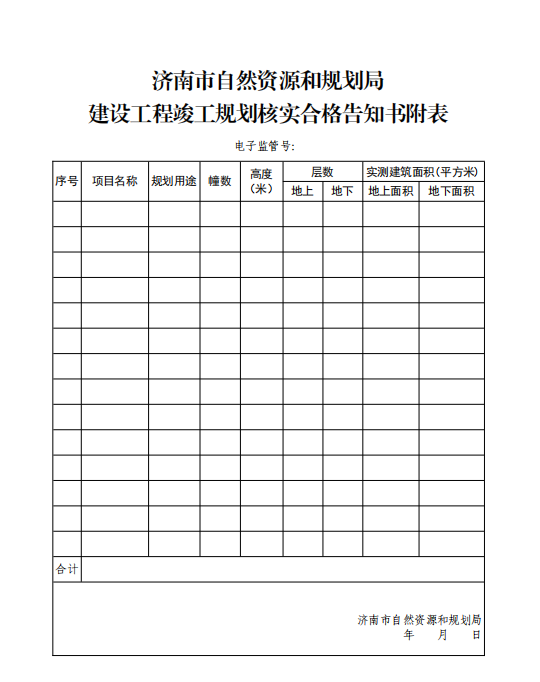 济南市自然资源和规划局
建设工程竣工规划核实合格告知书附表
电子监管号：
序号 项目名称 规划用途 幢数 高度（米） 层数 实测建筑面积(平方米)
地上 地下 地上面积 地下面积
合计
济南市自然资源和规划局
年 月 日